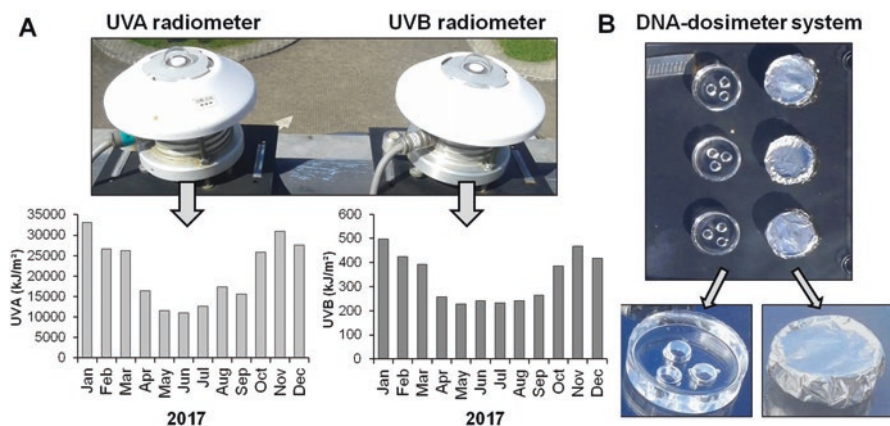 A
UVA radiometer
UVB radiometer
UVA (kJ/m²)
35000
30000
25000
20000
15000
10000
5000
0
Jan
Feb
Mar
Apr
May
Jun
Jul
Aug
Sep
Oct
Nov
Dec
2017
UVB (kJ/m²)
600
500
400
300
200
100
0
Jan
Feb
Mar
Apr
May
Jun
Jul
Aug
Sep
Oct
Nov
Dec
2017
B
DNA-dosimeter system